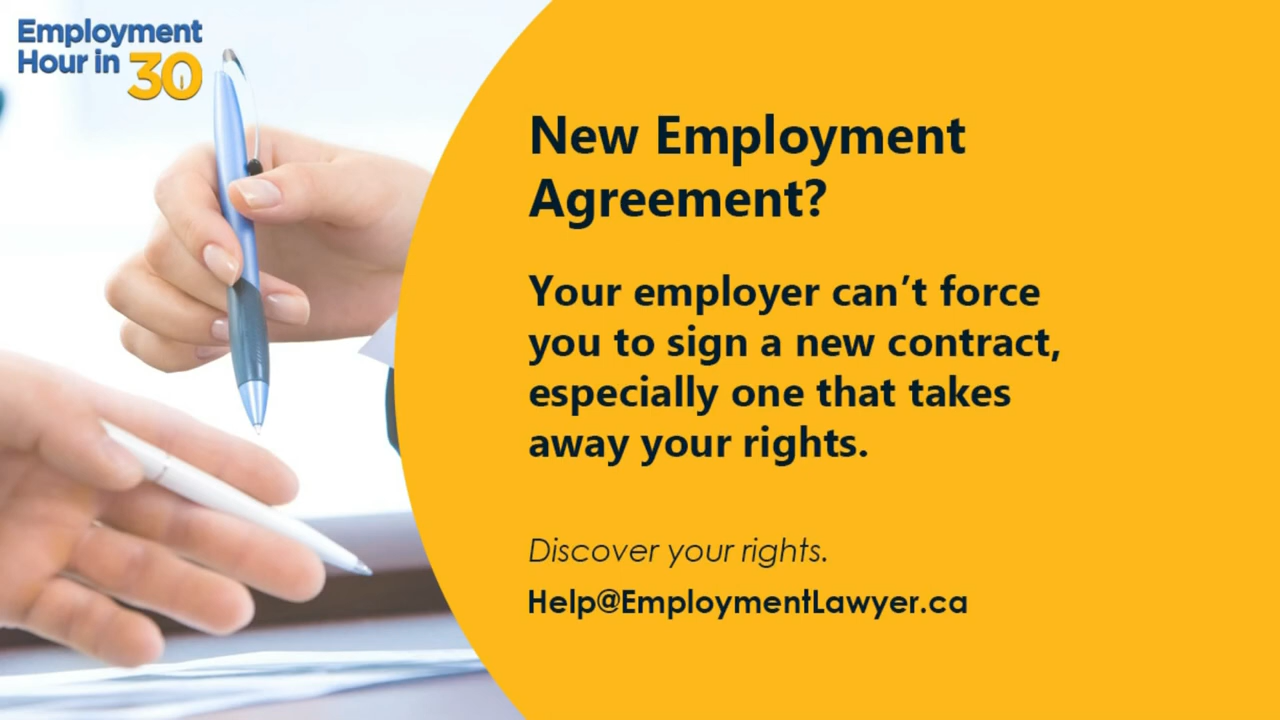 Employment
Hour in 30
New Employment
Agreement?
Your employer can’t force
you to sign a new contract,
especially one that takes
away your rights.
Discover your rights.
Help@EmploymentLawyer.ca